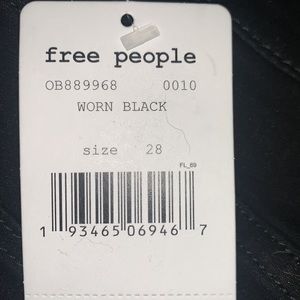 free people
OB889968 0010
WORN BLACK
size 28
FL_69
1 93465 06946 7